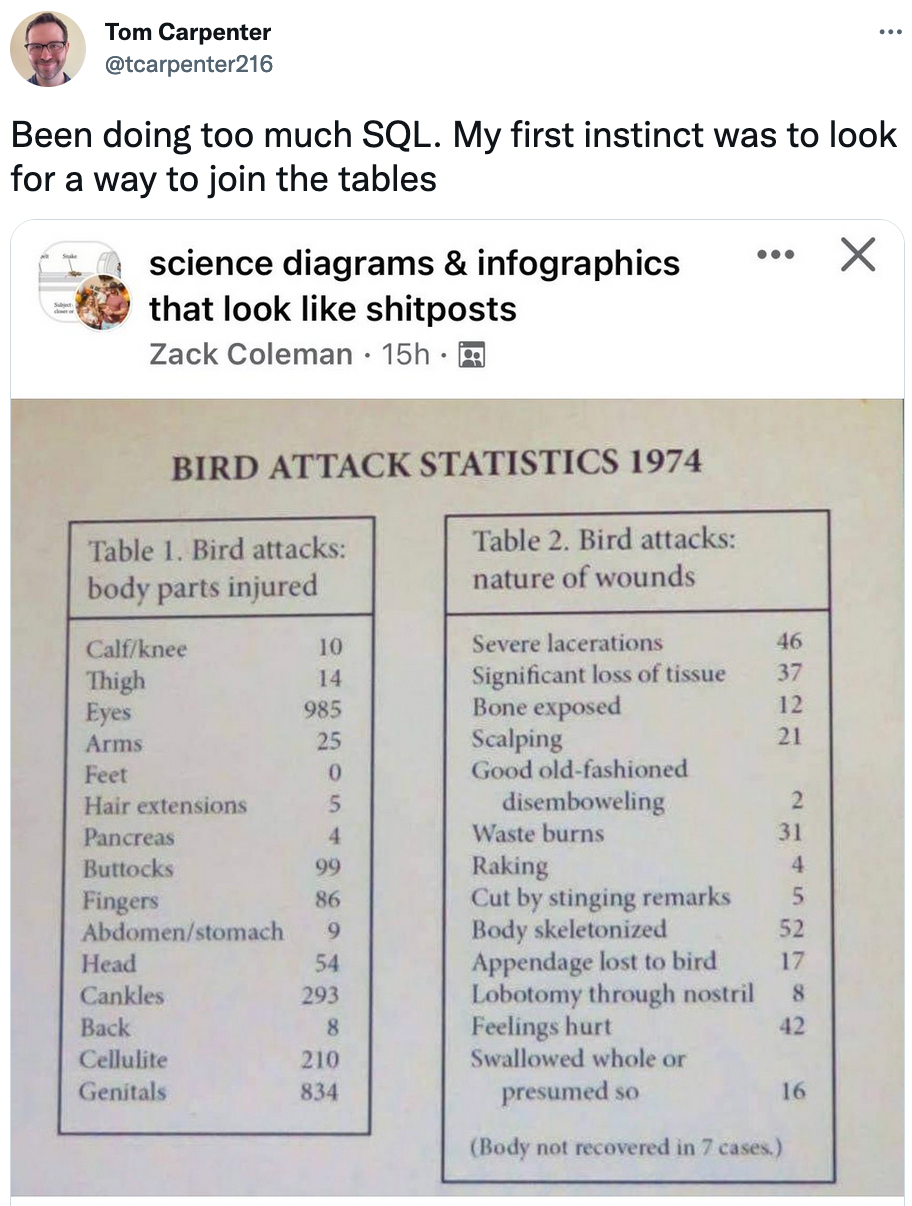 Tom Carpenter
@tcarpenter216
Been doing too much SQL. My first instinct was to look
for a way to join the tables
science diagrams & infographics
that look like shitposts
Zack Coleman · 15h ·
BIRD ATTACK STATISTICS 1974
Table 1. Bird attacks:
body parts injured
Calf/knee 10
Thigh 14
Eyes 985
Arms 25
Feet 0
Hair extensions 5
Pancreas 4
Buttocks 99
Fingers 86
Abdomen/stomach 9
Head 54
Cankles 293
Back 8
Cellulite 210
Genitals 834
Table 2. Bird attacks:
nature of wounds
Severe lacerations 46
Significant loss of tissue 37
Bone exposed 12
Scalping 21
Good old-fashioned
disemboweling 2
Waste burns 31
Raking 4
Cut by stinging remarks 5
Body skeletonized 52
Appendage lost to bird 17
Lobotomy through nostril 8
Feelings hurt 42
Swallowed whole or
presumed so 16
(Body not recovered in 7 cases.)